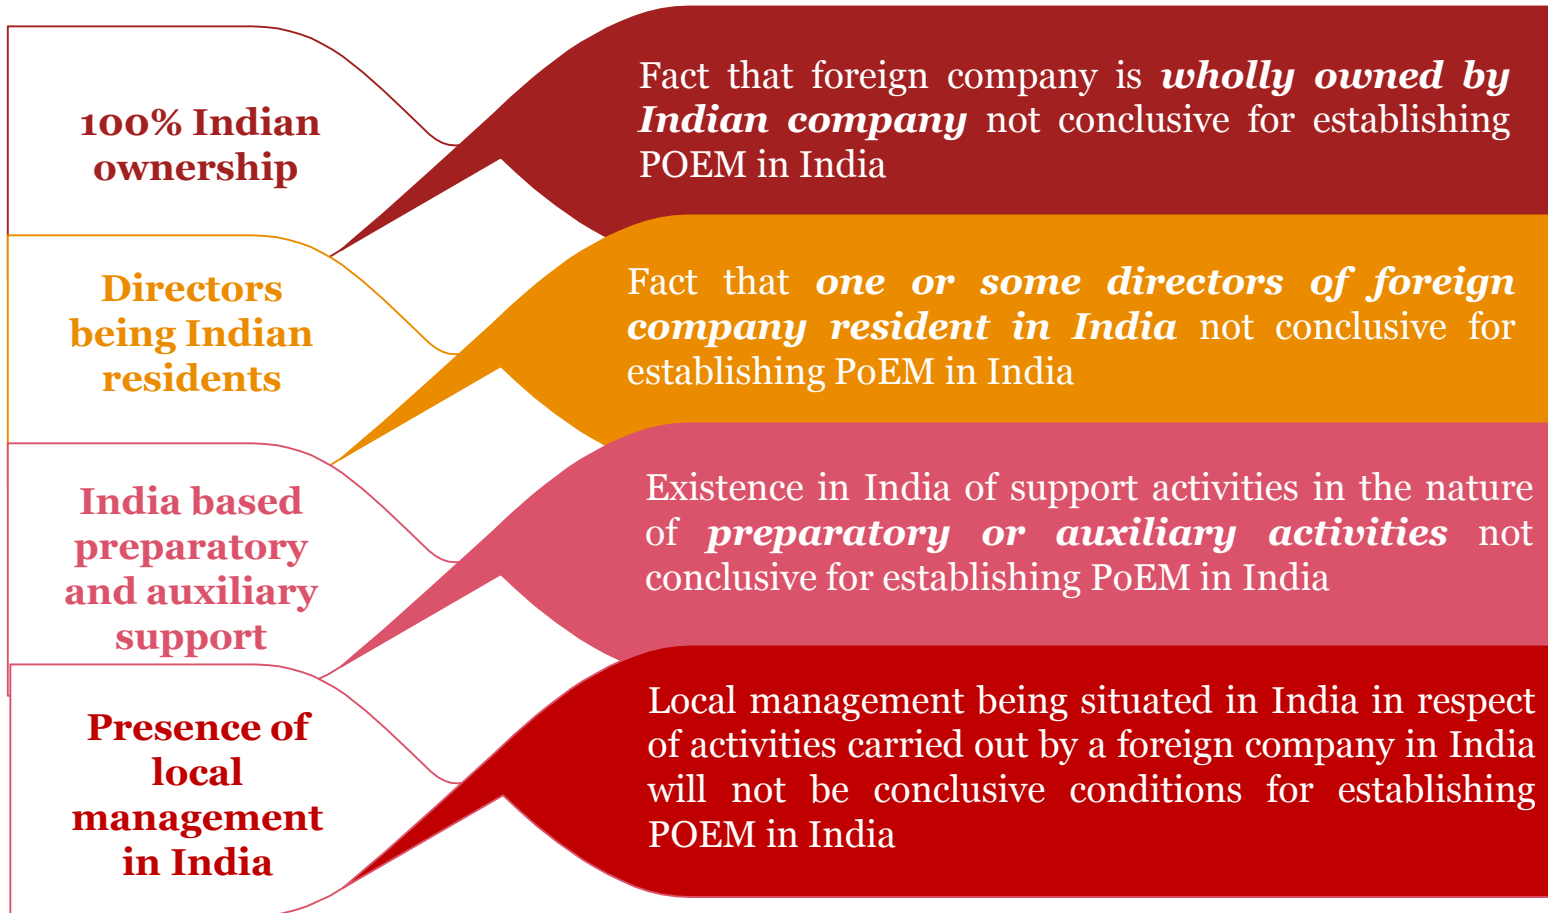 100% Indian
ownership
Fact that foreign company is wholly owned by
Indian company not conclusive for establishing
POEM in India
Directors
being Indian
residents
Fact that one or some directors of foreign
company resident in India not conclusive for
establishing PoEM in India
India based
preparatory
and auxiliary
support
Existence in India of support activities in the nature
of preparatory or auxiliary activities not
conclusive for establishing PoEM in India
Presence of
local
management
in India
Local management being situated in India in respect
of activities carried out by a foreign company in India
will not be conclusive conditions for establishing
POEM in India